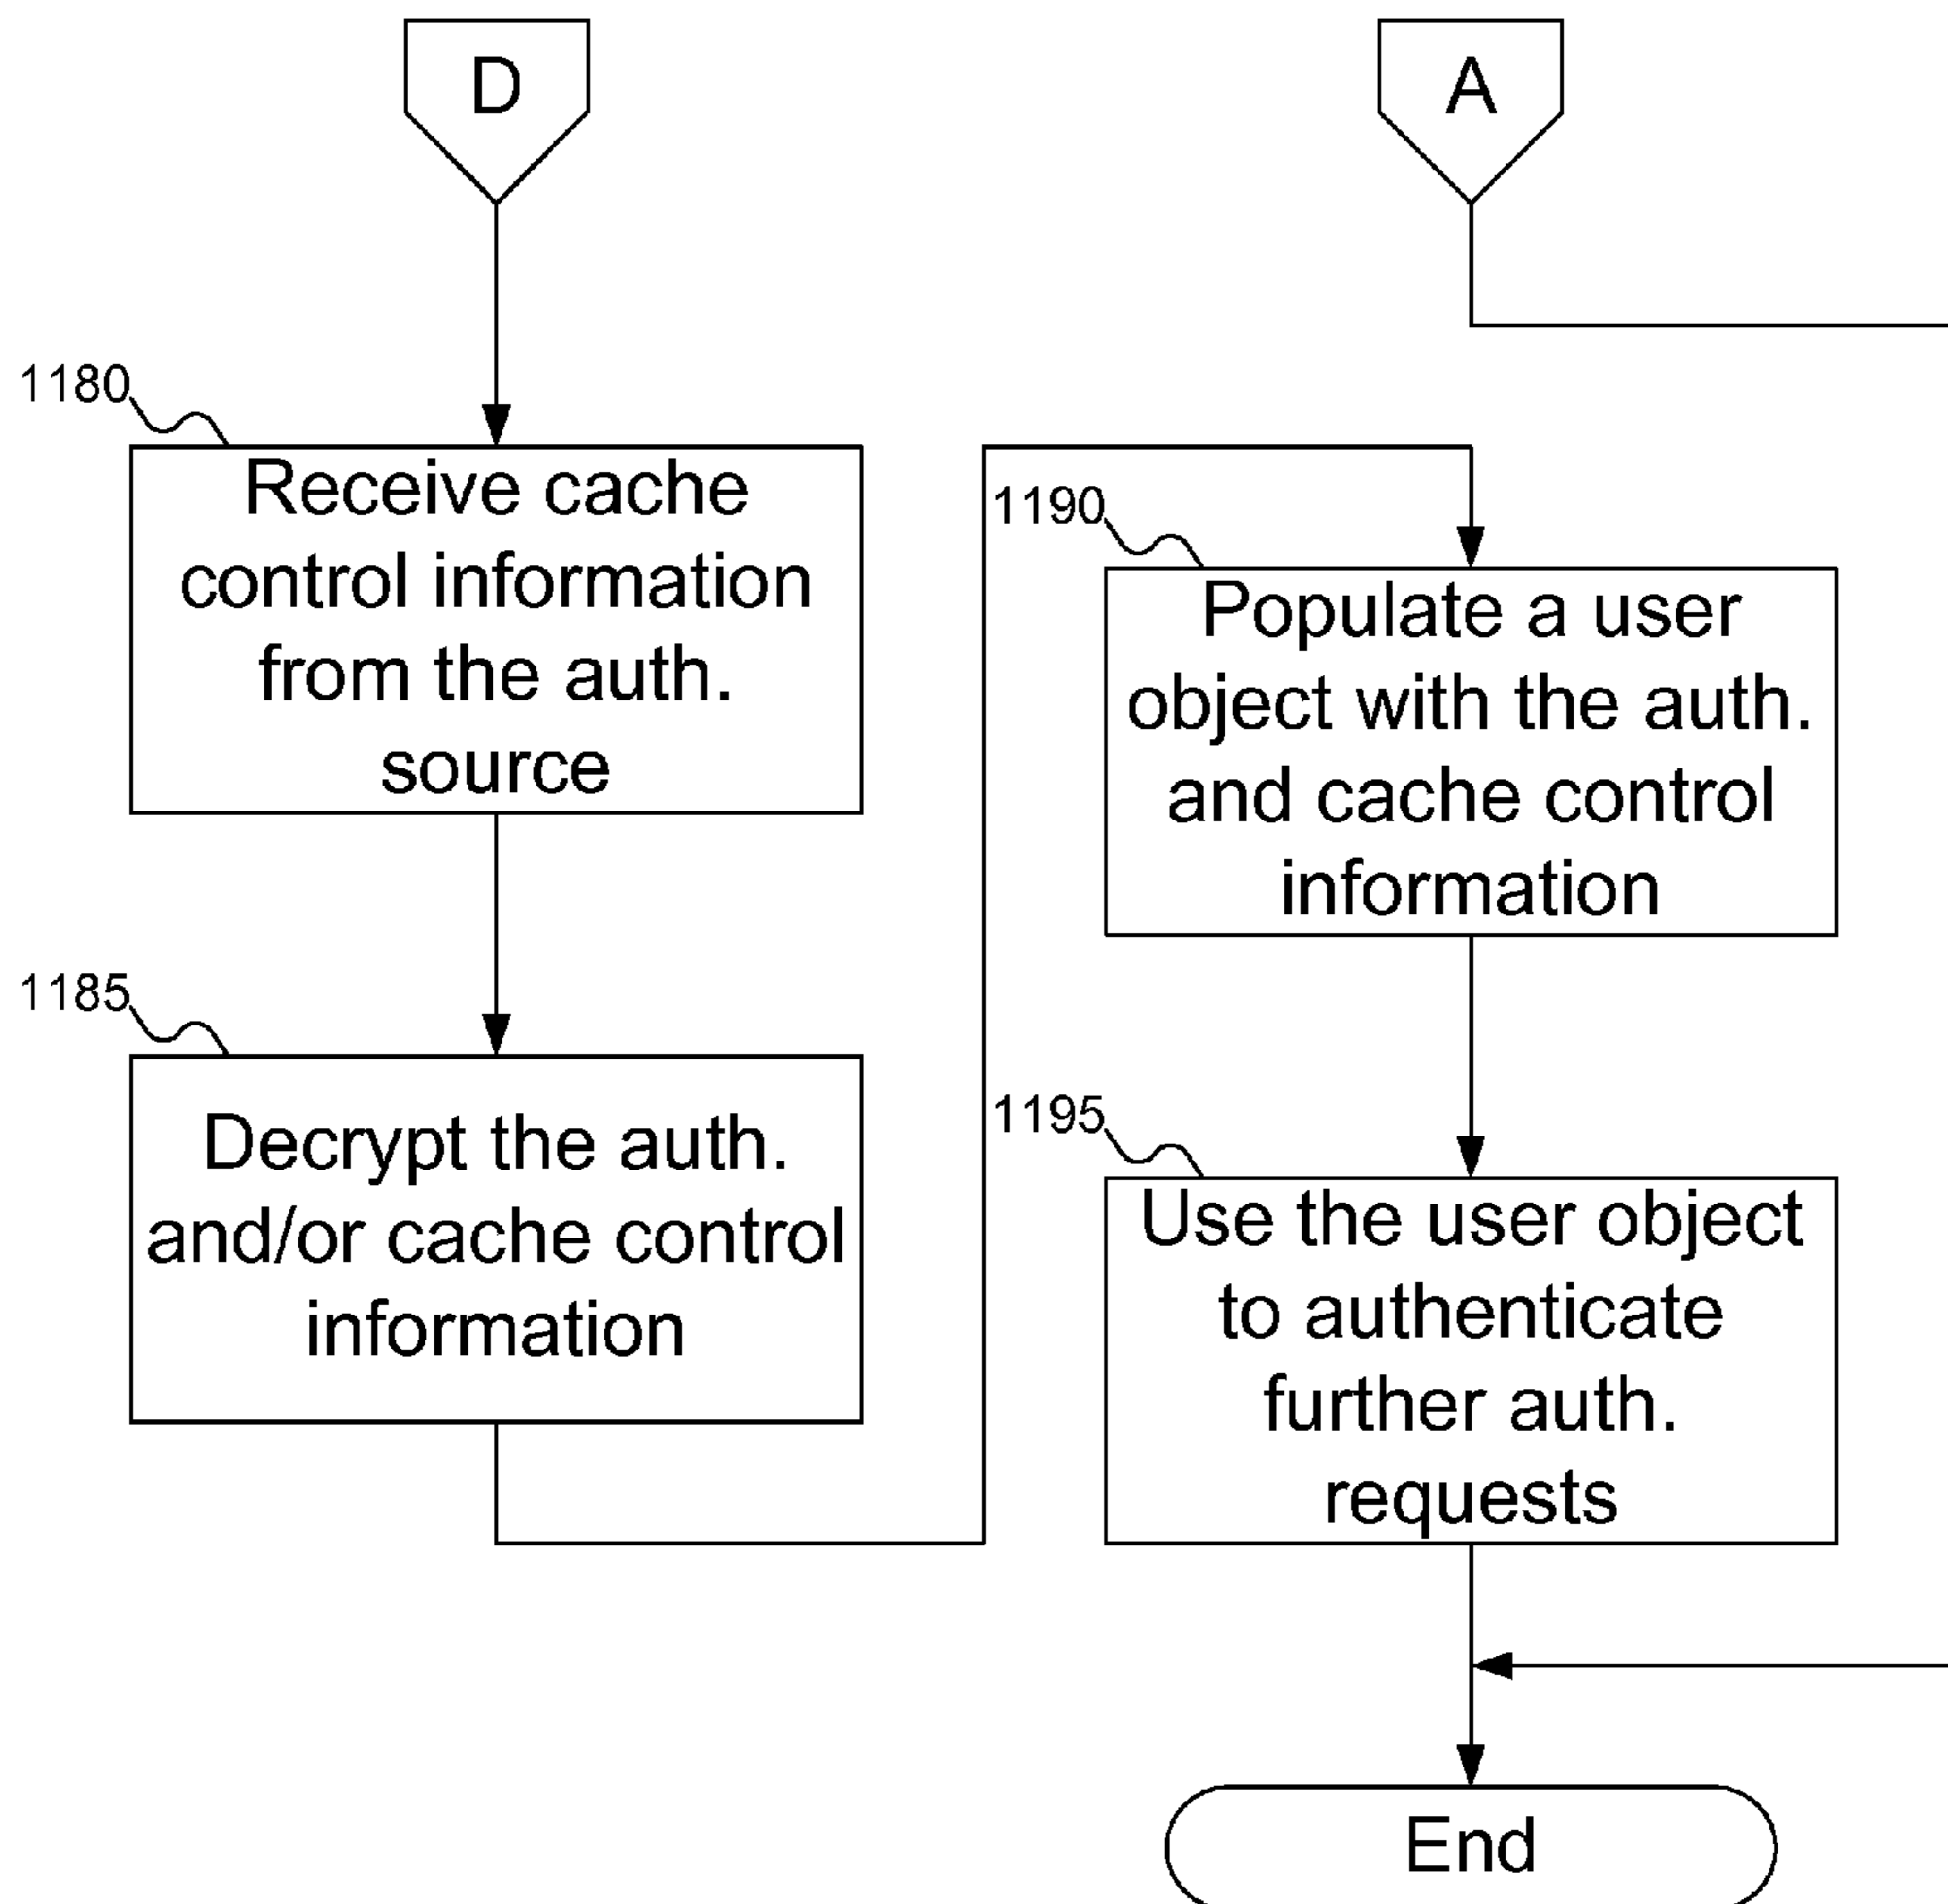 D
1180
Receive cache
control information
from the auth.
source
1185
Decrypt the auth.
and/or cache control
information
A
1190
Populate a user
object with the auth.
and cache control
information
1195
Use the user object
to authenticate
further auth.
requests
End